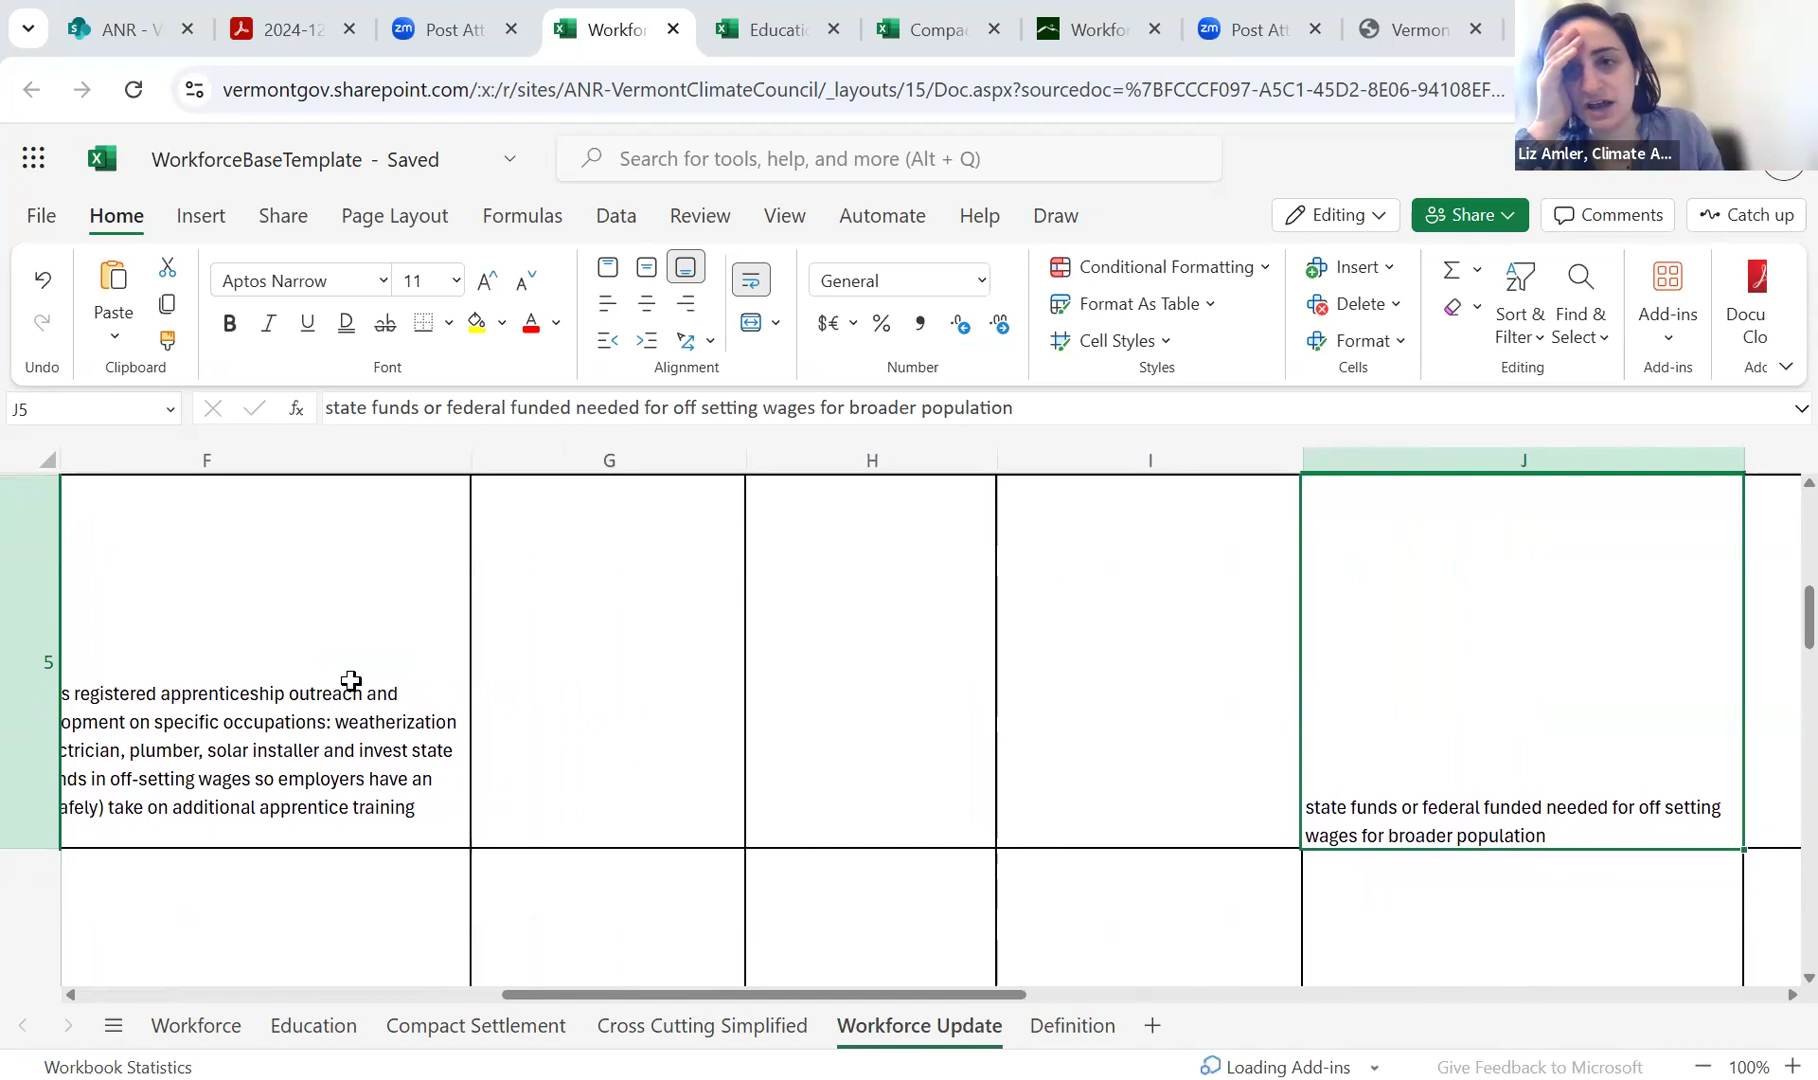 ANR - V
2024-12
Post Att
Workfor
Educatio
Compac
Workfor
Post Att
Vermon
vermontgov.sharepoint.com/:x:/r/sites/ANR-VermontClimateCouncil/_layouts/15/Doc.aspx?sourcedoc=%7BFCCCF097-A5C1-45D2-8E06-94108EF...
Liz Amler, Climate A...
WorkforceBaseTemplate - Saved
Search for tools, help, and more (Alt + Q)
File Home Insert Share Page Layout Formulas Data Review View Automate Help Draw
Editing Share Comments Catch up
Aptos Narrow 11
General
Conditional Formatting
Format As Table
Cell Styles
Insert
Delete
Format
Paste
Sort & Filter
Find & Select
Add-ins
Docu
Clo
Undo Clipboard Font Alignment Number Styles Cells Editing Add-ins Adc
J5
fx
state funds or federal funded needed for off setting wages for broader population
F G H I J
5
s registered apprenticeship outreach and
opment on specific occupations: weatherization
ctrician, plumber, solar installer and invest state
nds in off-setting wages so employers have an
afely) take on additional apprentice training
state funds or federal funded needed for off setting
wages for broader population
Workforce Education Compact Settlement Cross Cutting Simplified Workforce Update Definition
Workbook Statistics
Loading Add-ins
Give Feedback to Microsoft
100%